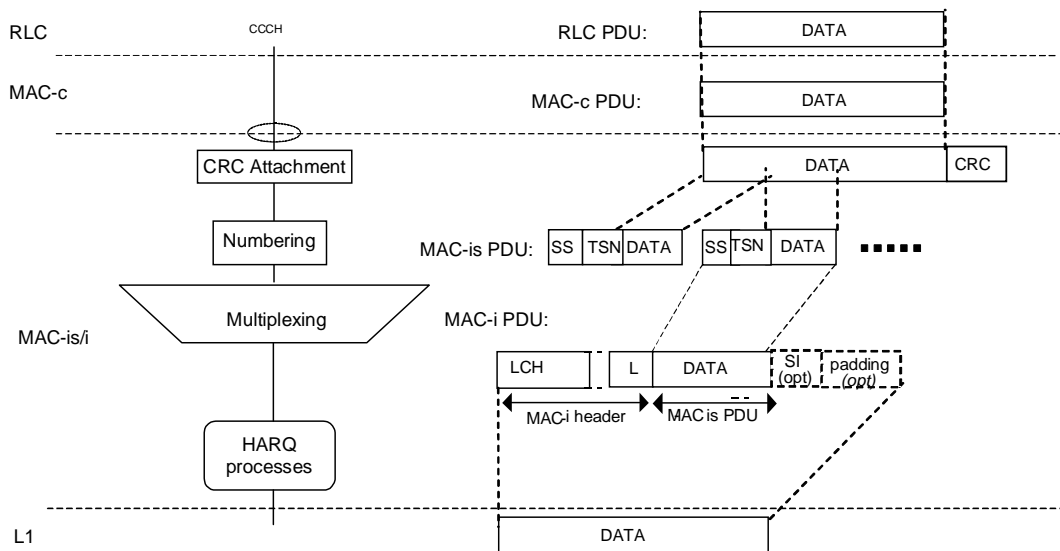 RLC
CCCH
RLC PDU:
DATA
MAC-c
MAC-c PDU:
DATA
CRC Attachment
DATA
CRC
Numbering
MAC-is PDU:
SS
TSN
DATA
SS
TSN
DATA
MAC-is/i
Multiplexing
MAC-i PDU:
LCH
L
DATA
SI
(opt)
padding
(opt)
MAC-i header
MAC-is PDU
HARQ
processes
L1
DATA